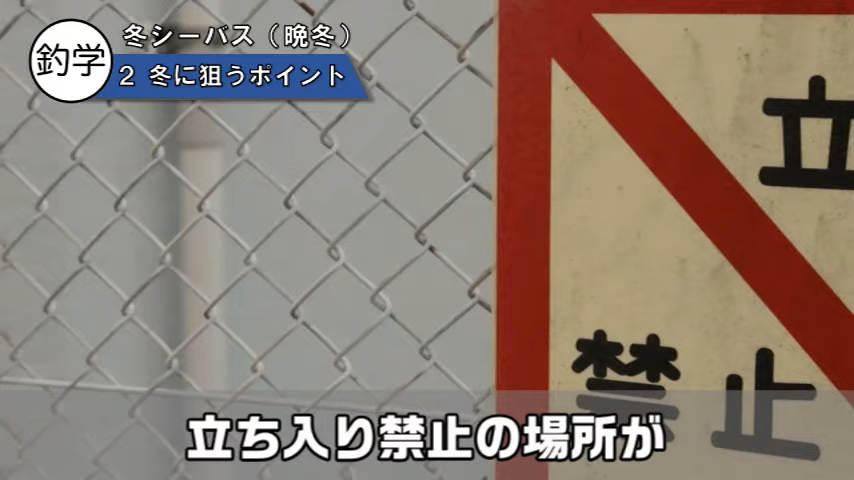 釣学
冬シーバス（晩冬）
2 冬に狙うポイント
立
禁止
立ち入り禁止の場所が